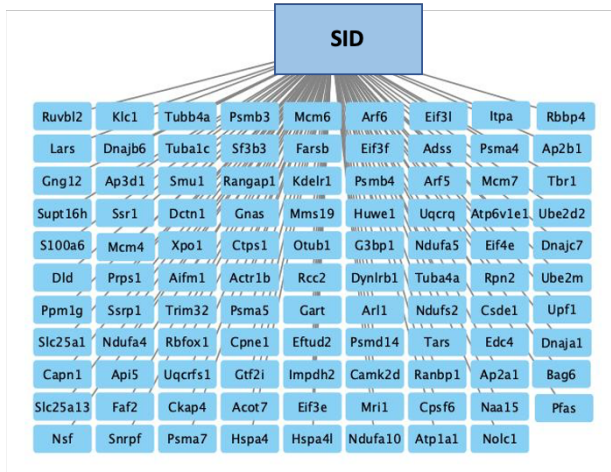 SID
Ruvbl2 Klc1 Tubb4a Psmb3 Mcm6 Arf6 Eif3l Itpa Rbbp4
Lars Dnajb6 Tuba1c Sf3b3 Farsb Eif3f Adss Psma4 Ap2b1
Gng12 Ap3d1 Smu1 Rangap1 Kdelr1 Psmb4 Arf5 Mcm7 Tbr1
Supt16h Ssr1 Dctn1 Gnas Mms19 Huwe1 Uqcrq Atp6v1e1 Ube2d2
S100a6 Mcm4 Xpo1 Ctps1 Otub1 G3bp1 Ndufa5 Eif4e Dnajc7
Dld Prps1 Aifm1 Actr1b Rcc2 Dynlrb1 Tuba4a Rpn2 Ube2m
Ppm1g Ssrp1 Trim32 Psma5 Gart Arl1 Ndufs2 Csde1 Upf1
Slc25a1 Ndufa4 Rbfox1 Cpne1 Eftud2 Psmd14 Tars Edc4 Dnaja1
Capn1 Api5 Uqcrfs1 Gtf2i Impdh2 Camk2d Ranbp1 Ap2a1 Bag6
Slc25a13 Faf2 Ckap4 Acot7 Eif3e Mri1 Cpsf6 Naa15 Pfas
Nsf Snrpf Psma7 Hspa4 Hspa4l Ndufa10 Atp1a1 Nolc1